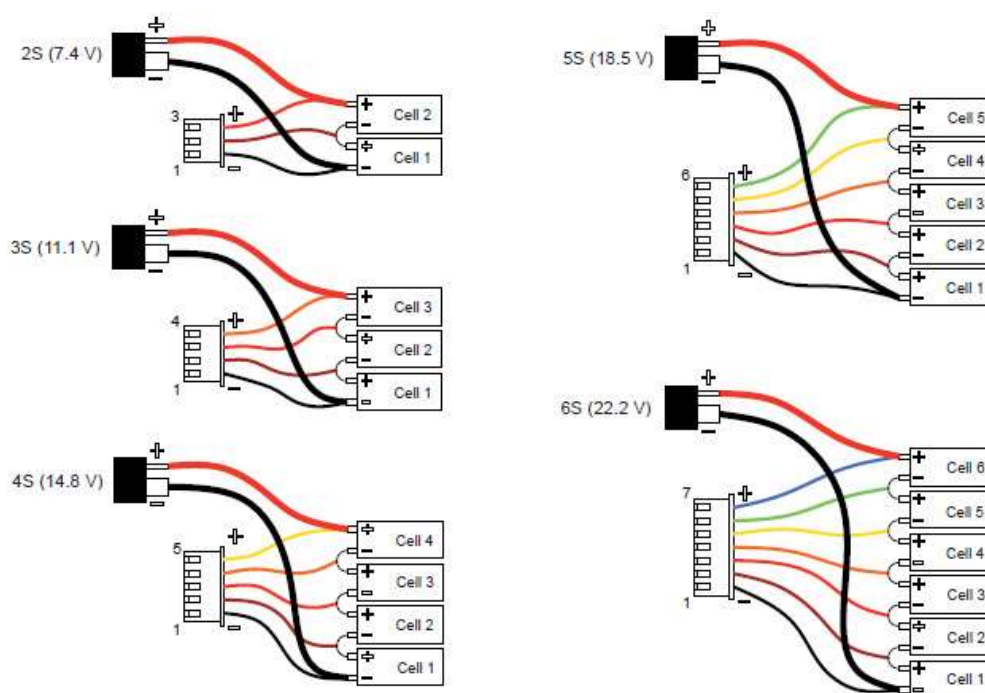 2S (7.4 V)
+
−
3
+
1
−
+
−
Cell 2
+
−
Cell 1
3S (11.1 V)
+
−
4
+
1
−
+
−
Cell 3
+
−
Cell 2
+
−
Cell 1
4S (14.8 V)
+
−
5
+
1
−
+
−
Cell 4
+
−
Cell 3
+
−
Cell 2
+
−
Cell 1
5S (18.5 V)
+
−
6
+
1
−
+
−
Cell 5
+
−
Cell 4
+
−
Cell 3
+
−
Cell 2
+
−
Cell 1
6S (22.2 V)
+
−
7
+
1
−
+
−
Cell 6
+
−
Cell 5
+
−
Cell 4
+
−
Cell 3
+
−
Cell 2
+
−
Cell 1